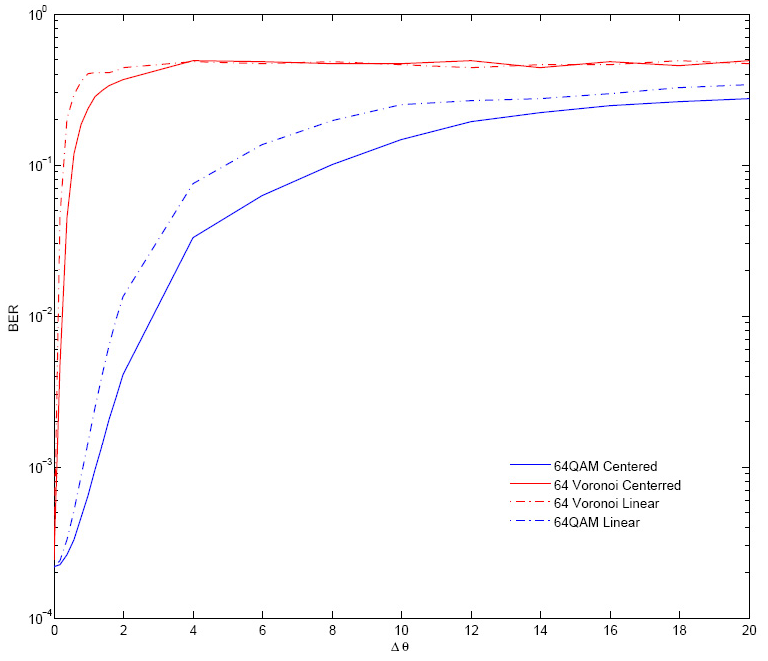 10^0
10^-1
10^-2
10^-3
10^-4
BER
0 2 4 6 8 10 12 14 16 18 20
Δ θ
64QAM Centered
64 Voronoi Centerred
64 Voronoi Linear
64QAM Linear